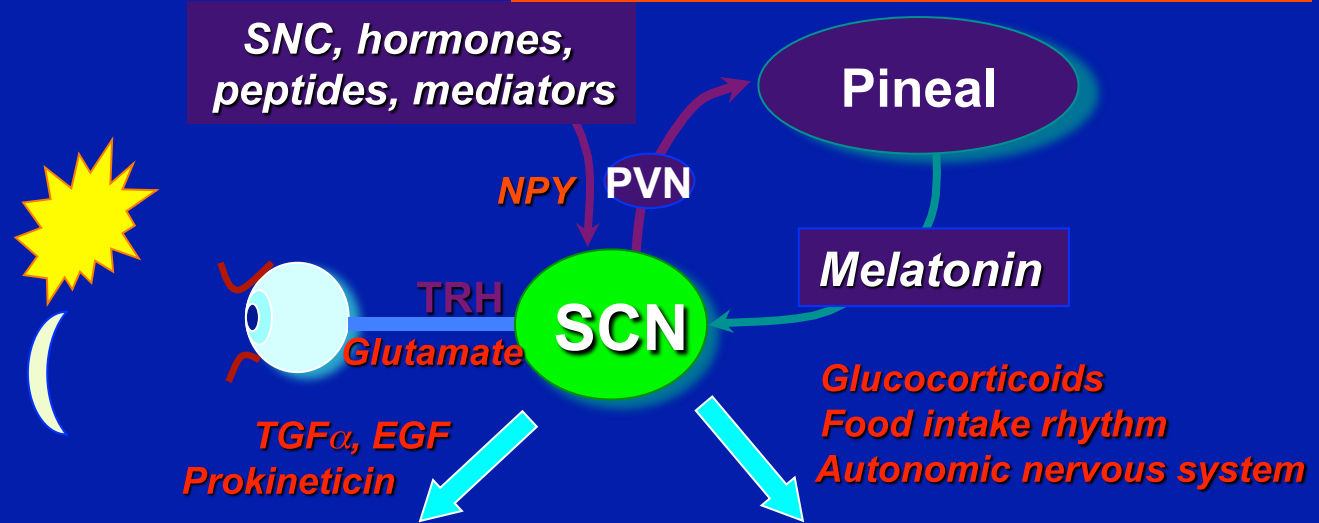 SNC, hormones,
peptides, mediators
Pineal
NPY
PVN
Melatonin
TRH
SCN
Glutamate
TGFα, EGF
Prokineticin
Glucocorticoids
Food intake rhythm
Autonomic nervous system